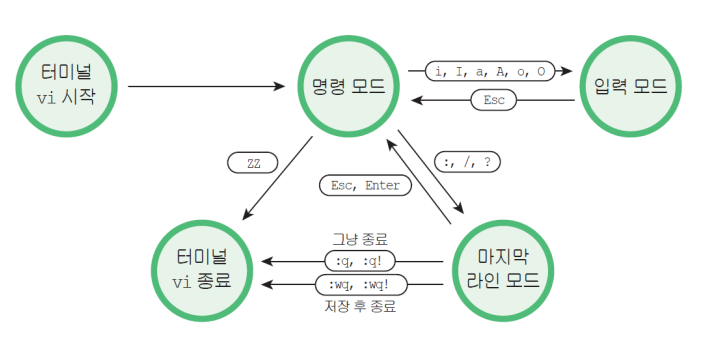 터미널
vi 시작
명령 모드
i, I, a, A, o, O
Esc
입력 모드
ZZ
:, /, ?
Esc, Enter
터미널
vi 종료
그냥 종료
:q, :q!
:wq, :wq!
저장 후 종료
마지막
라인 모드